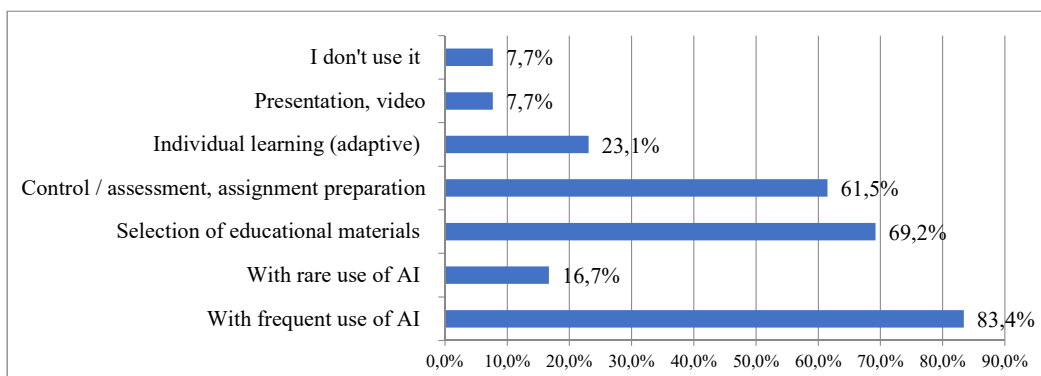 I don't use it 7,7%
Presentation, video 7,7%
Individual learning (adaptive) 23,1%
Control / assessment, assignment preparation 61,5%
Selection of educational materials 69,2%
With rare use of AI 16,7%
With frequent use of AI 83,4%
0,0% 10,0% 20,0% 30,0% 40,0% 50,0% 60,0% 70,0% 80,0% 90,0%